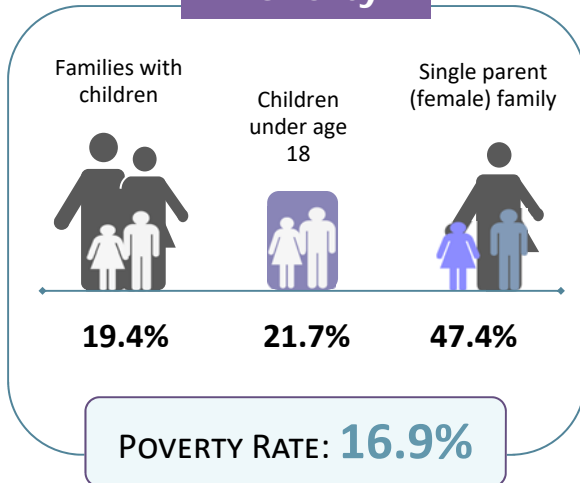 Families with
children
Children
under age
18
Single parent
(female) family
19.4%
21.7%
47.4%
POVERTY RATE: 16.9%